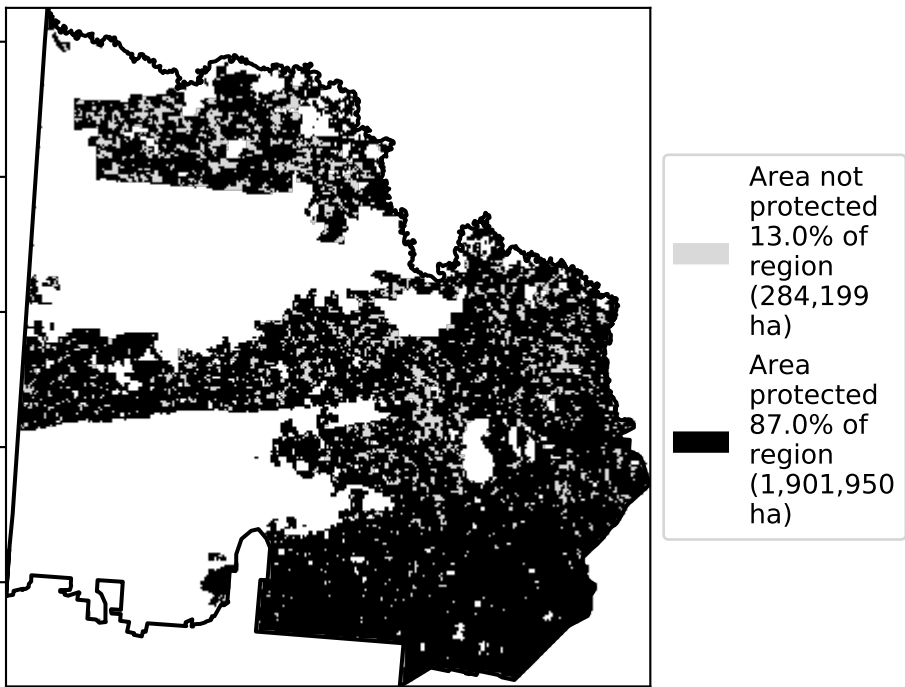 Area not
protected
13.0% of
region
(284,199
ha)
Area
protected
87.0% of
region
(1,901,950
ha)